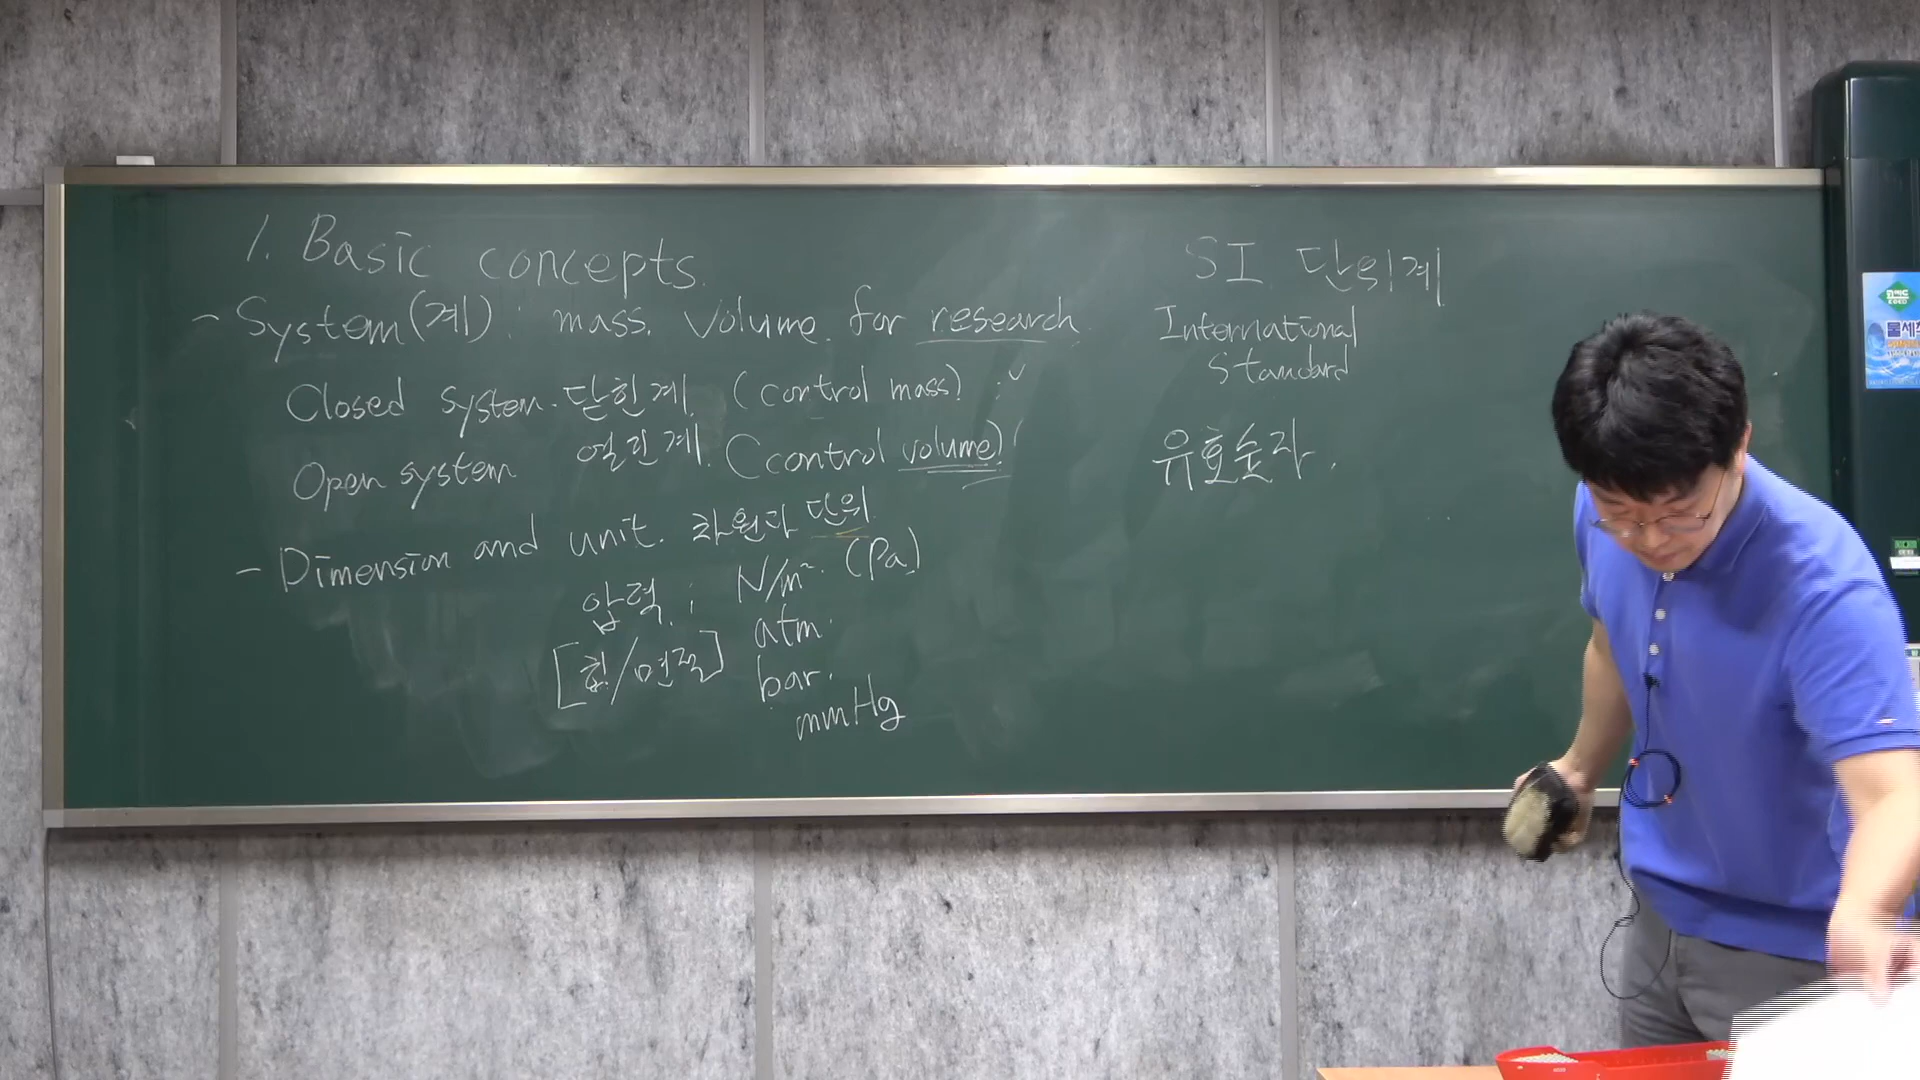 1. Basic concepts.
- System(계) : mass. Volume. for research.
Closed system. 닫힌계. (control mass) :
Open system 열린계. (control volume)
- Dimension and unit. 차원과 단위
압력 : N/m². (Pa)
[힘/면적] atm.
bar.
mmHg
SI 단위계
International
Standard
유효숫자.